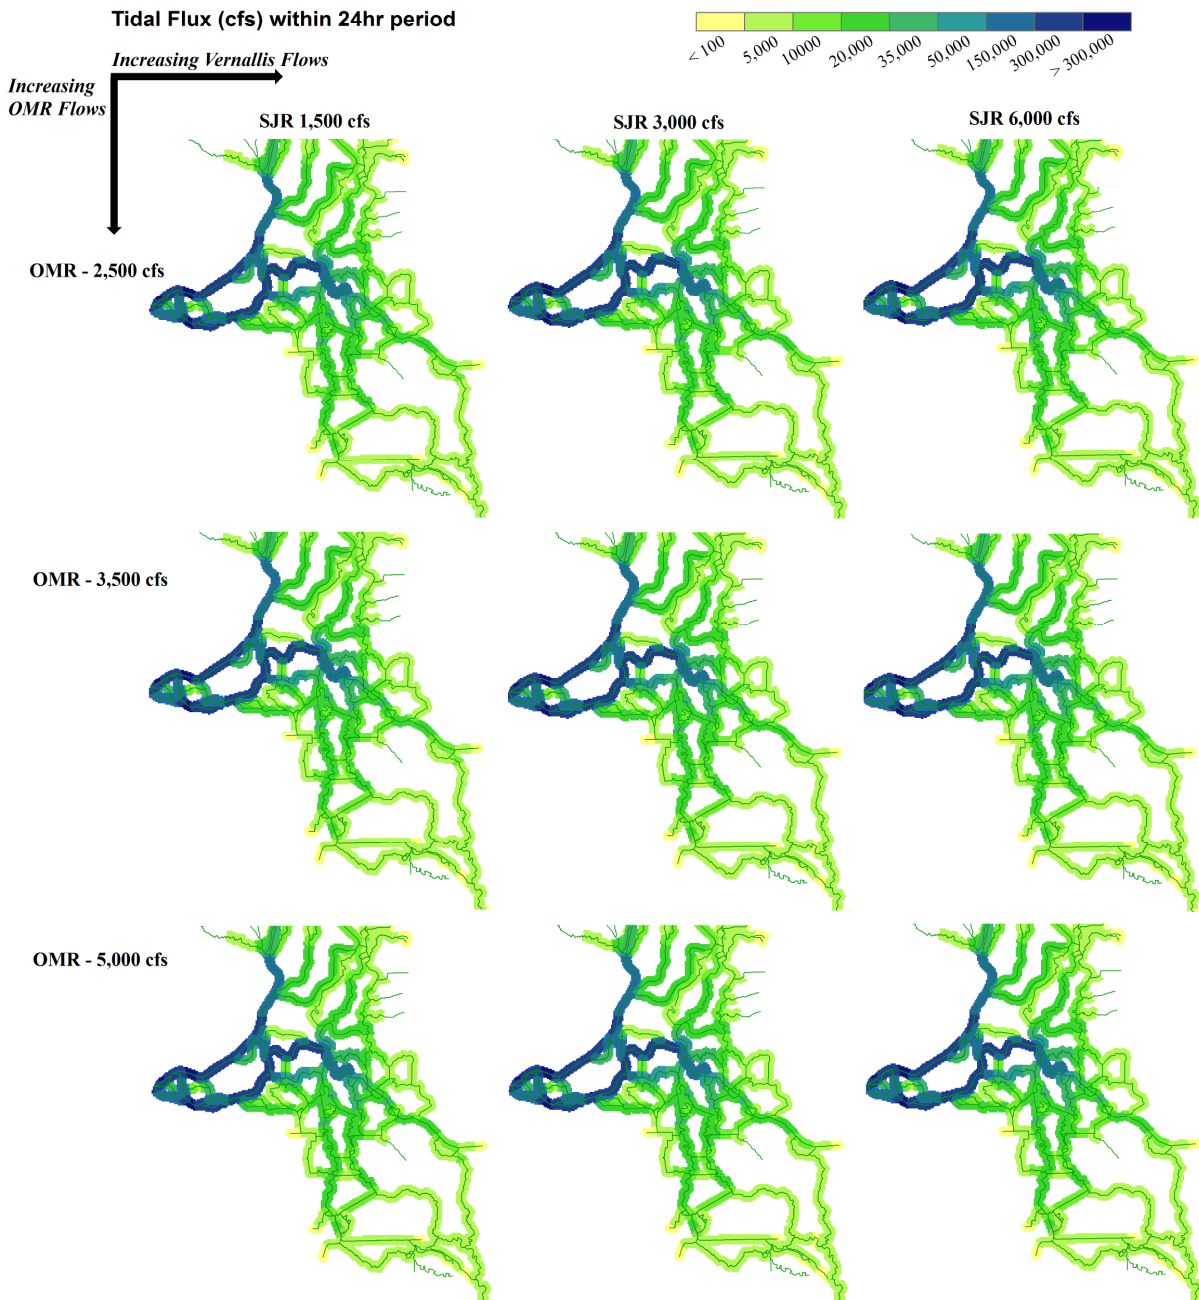 Tidal Flux (cfs) within 24hr period
< 100
5,000
10000
20,000
35,000
50,000
150,000
300,000
> 300,000
Increasing Vernallis Flows
Increasing
OMR Flows
SJR 1,500 cfs
SJR 3,000 cfs
SJR 6,000 cfs
OMR - 2,500 cfs
OMR - 3,500 cfs
OMR - 5,000 cfs